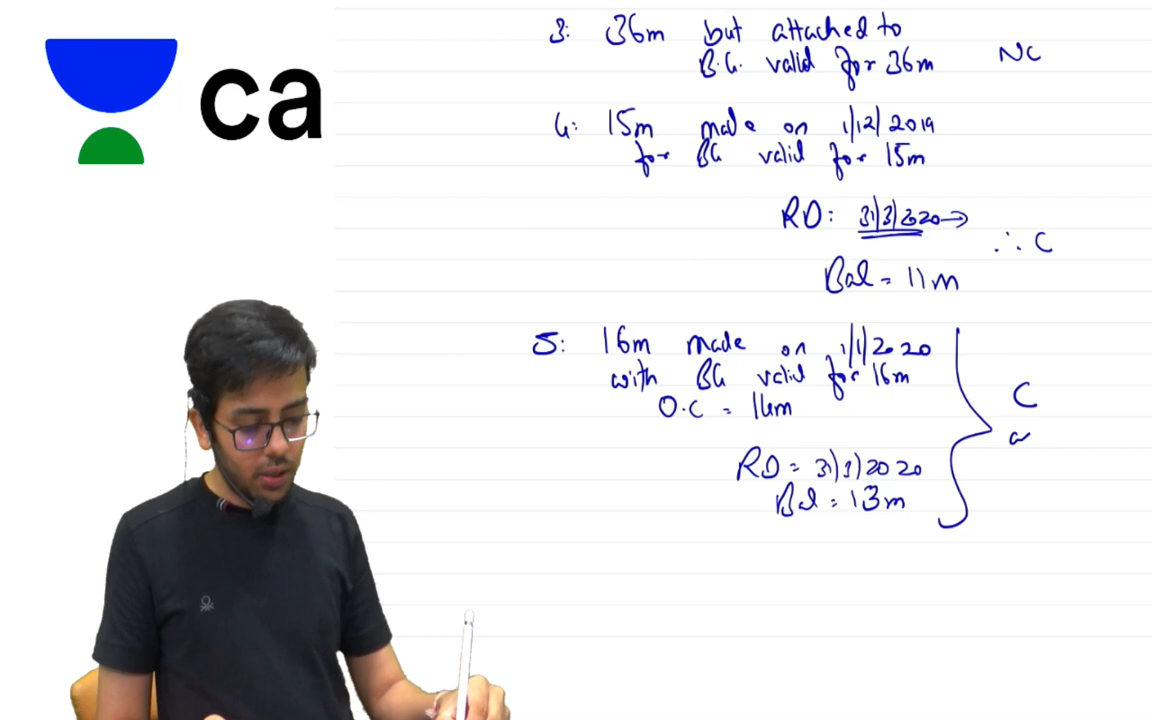 ca
3: 36m but attached to
B.G. valid for 36m NC
4: 15m made on 1/12/2019
for BG valid for 15m
RD: 31/3/2020→
∴ C
Bal = 11m
5: 16m made on 1/1/2020
with BG valid for 16m
O.C = 16m
C
RD = 31/3/2020
Bal = 13m